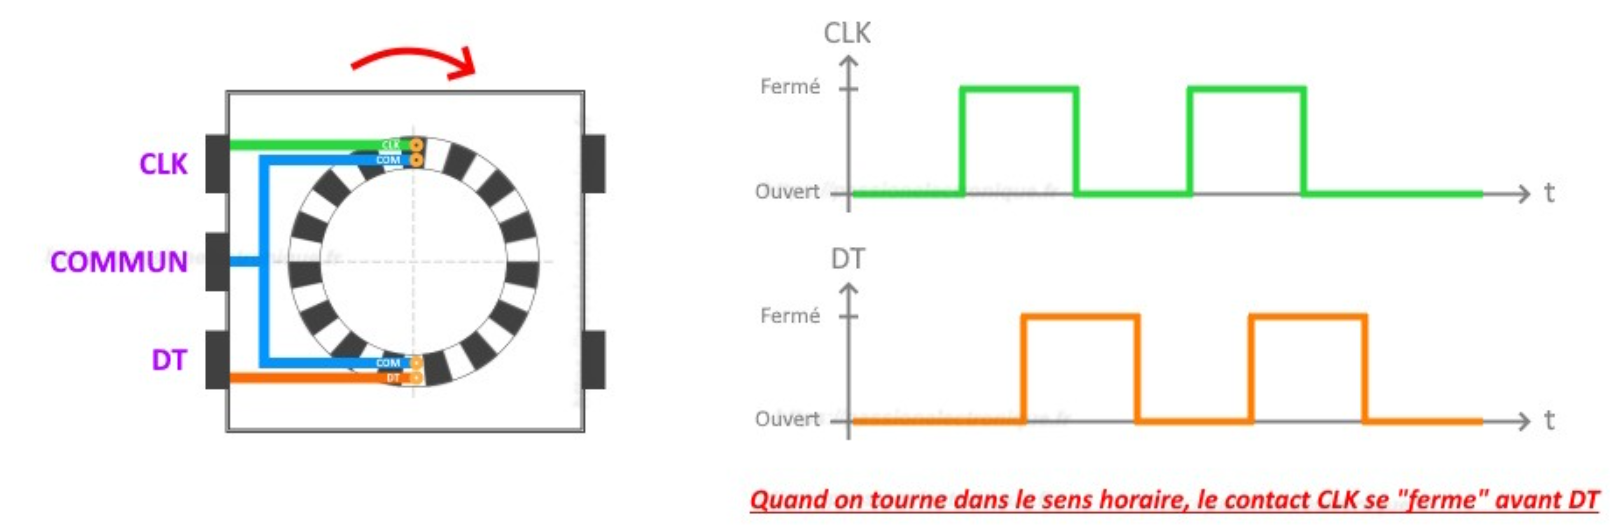 CLK
COMMUN
DT
CLK
COM
COM
DT
CLK
Fermé
Ouvert
t
DT
Fermé
Ouvert
t
Quand on tourne dans le sens horaire, le contact CLK se "ferme" avant DT